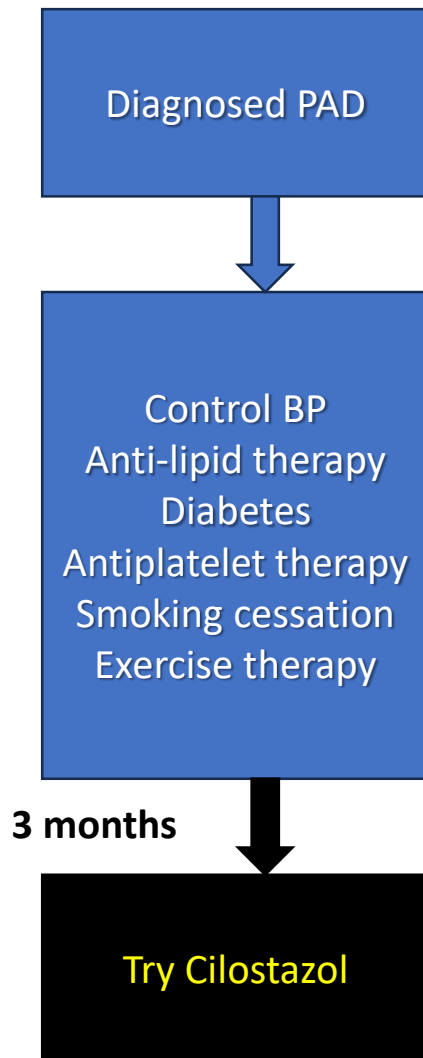 Diagnosed PAD
Control BP
Anti-lipid therapy
Diabetes
Antiplatelet therapy
Smoking cessation
Exercise therapy
3 months
Try Cilostazol